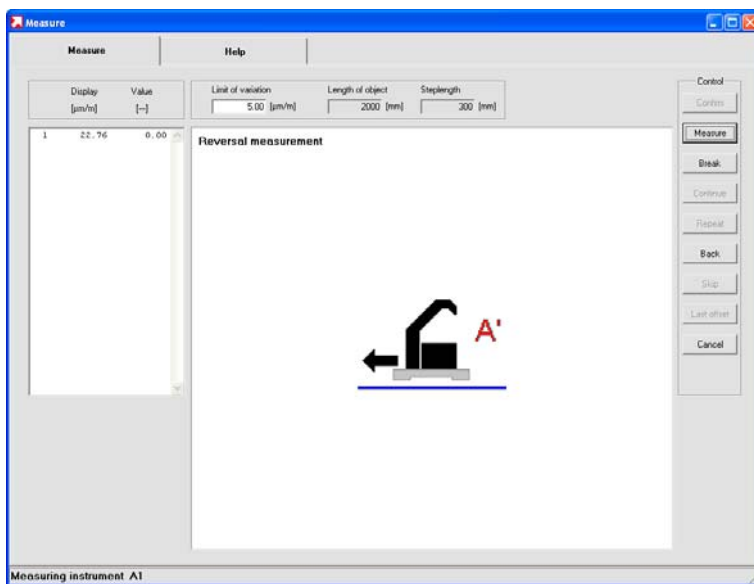 Measure
Measure Help
Display Value
[µm/m] [--]
Limit of variation Length of object Steplength
5.00 [µm/m] 2000 [mm] 300 [mm]
1 22.76 0.00
Reversal measurement
A'
Control
Confirm
Measure
Break
Continue
Repeat
Back
Skip
Last offset
Cancel
Measuring instrument A1